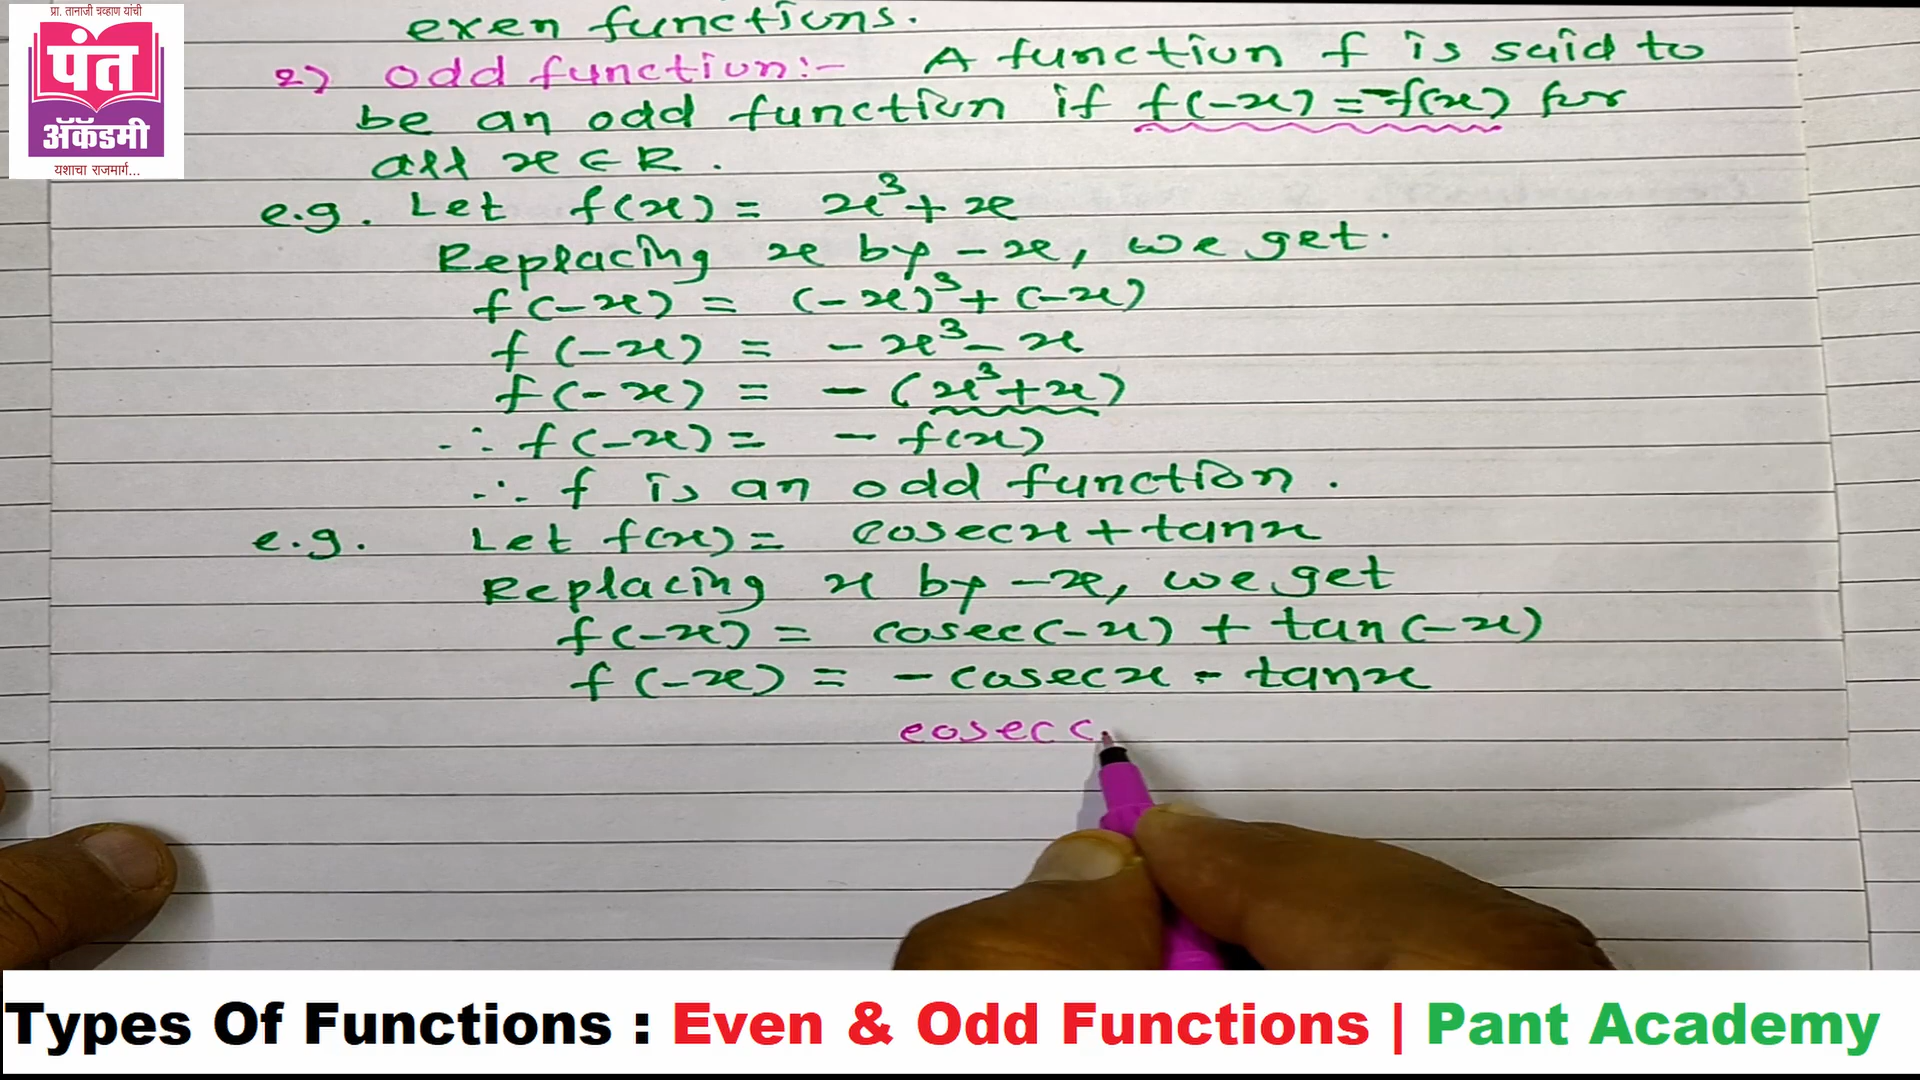 प्रा. तानाजी चव्हाण यांची
पंत
अ‍ॅकॅडमी
यशाचा राजमार्ग...
even functions.
2) odd function:- A function f is said to
be an odd function if f(-x) = -f(x) for
all x ∈ R.
e.g. Let f(x) = x³ + x
Replacing x by -x, we get.
f(-x) = (-x)³ + (-x)
f(-x) = -x³ - x
f(-x) = - (x³ + x)
∴ f(-x) = - f(x)
∴ f is an odd function.
e.g. Let f(x) = cosecx + tanx
Replacing x by -x, we get
f(-x) = cosec(-x) + tan(-x)
f(-x) = -cosecx - tanx
cosec(
Types Of Functions : Even & Odd Functions | Pant Academy